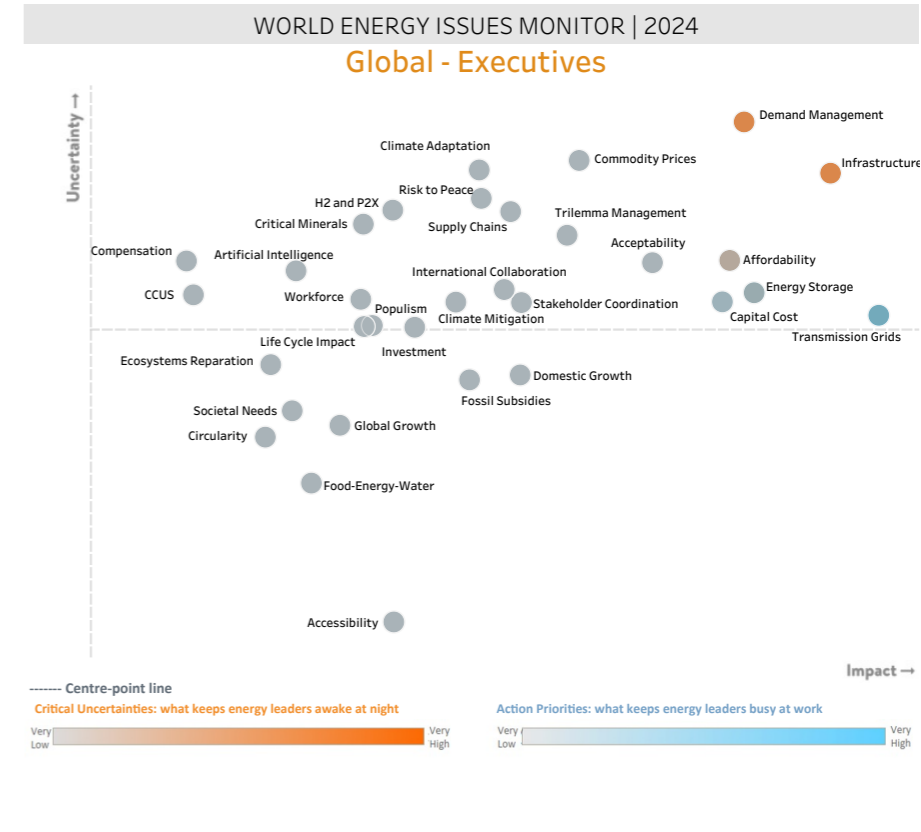 WORLD ENERGY ISSUES MONITOR | 2024
Global - Executives
Uncertainty →
Demand Management
Climate Adaptation
Commodity Prices
Infrastructure
Risk to Peace
H2 and P2X
Critical Minerals
Supply Chains
Trilemma Management
Acceptability
Compensation
Artificial Intelligence
Affordability
International Collaboration
CCUS
Workforce
Energy Storage
Populism
Stakeholder Coordination
Climate Mitigation
Capital Cost
Transmission Grids
Life Cycle Impact
Investment
Ecosystems Reparation
Domestic Growth
Fossil Subsidies
Societal Needs
Global Growth
Circularity
Food-Energy-Water
Accessibility
Impact →
------- Centre-point line
Critical Uncertainties: what keeps energy leaders awake at night
Very Low
Very High
Action Priorities: what keeps energy leaders busy at work
Very Low
Very High